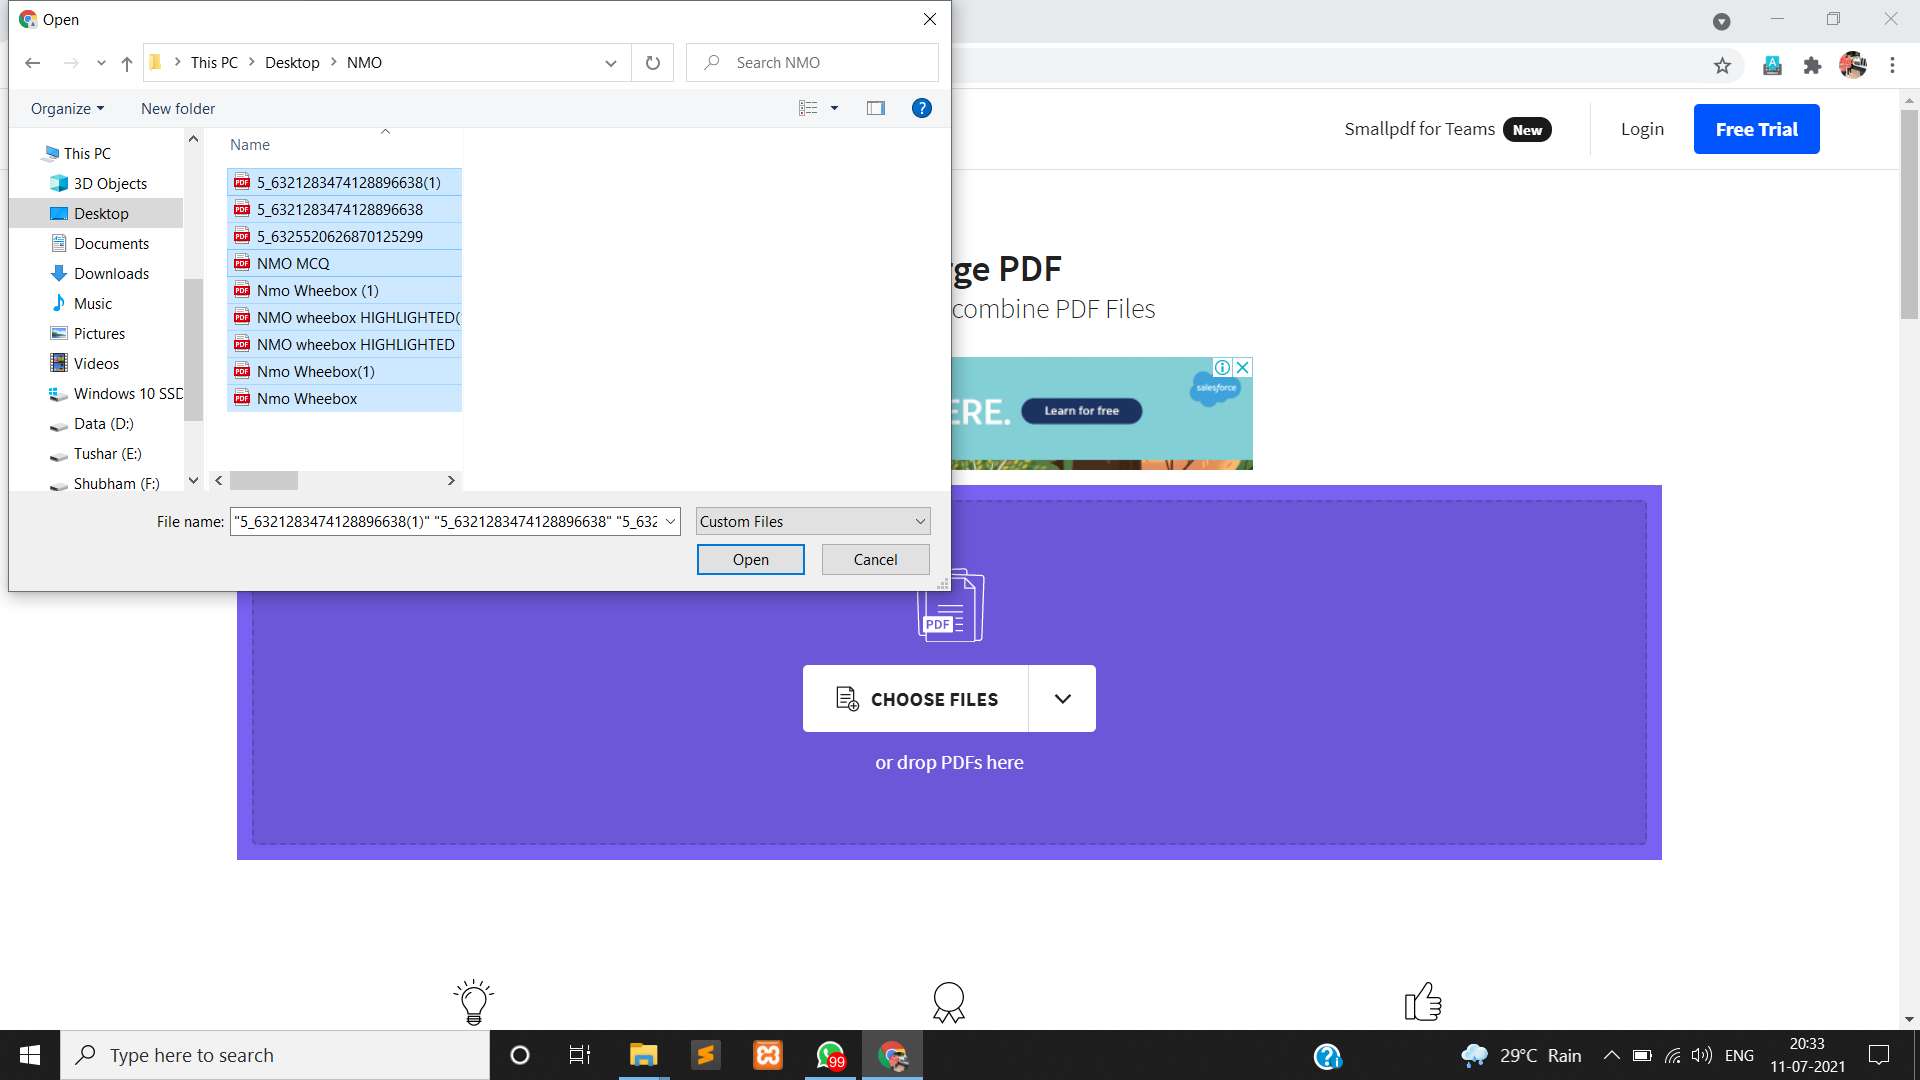 Open
This PC > Desktop > NMO
Search NMO
Organize
New folder
Name
This PC
3D Objects
Desktop
Documents
Downloads
Music
Pictures
Videos
Windows 10 SSD
Data (D:)
Tushar (E:)
Shubham (F:)
5_6321283474128896638(1)
5_6321283474128896638
5_6325520626870125299
NMO MCQ
Nmo Wheebox (1)
NMO wheebox HIGHLIGHTED(
NMO wheebox HIGHLIGHTED
Nmo Wheebox(1)
Nmo Wheebox
File name: "5_6321283474128896638(1)" "5_6321283474128896638" "5_632
Custom Files
Open
Cancel
Smallpdf for Teams New
Login
Free Trial
rge PDF
combine PDF Files
ERE.
Learn for free
salesforce
PDF
CHOOSE FILES
or drop PDFs here
Type here to search
99
29°C Rain
ENG
20:33
11-07-2021